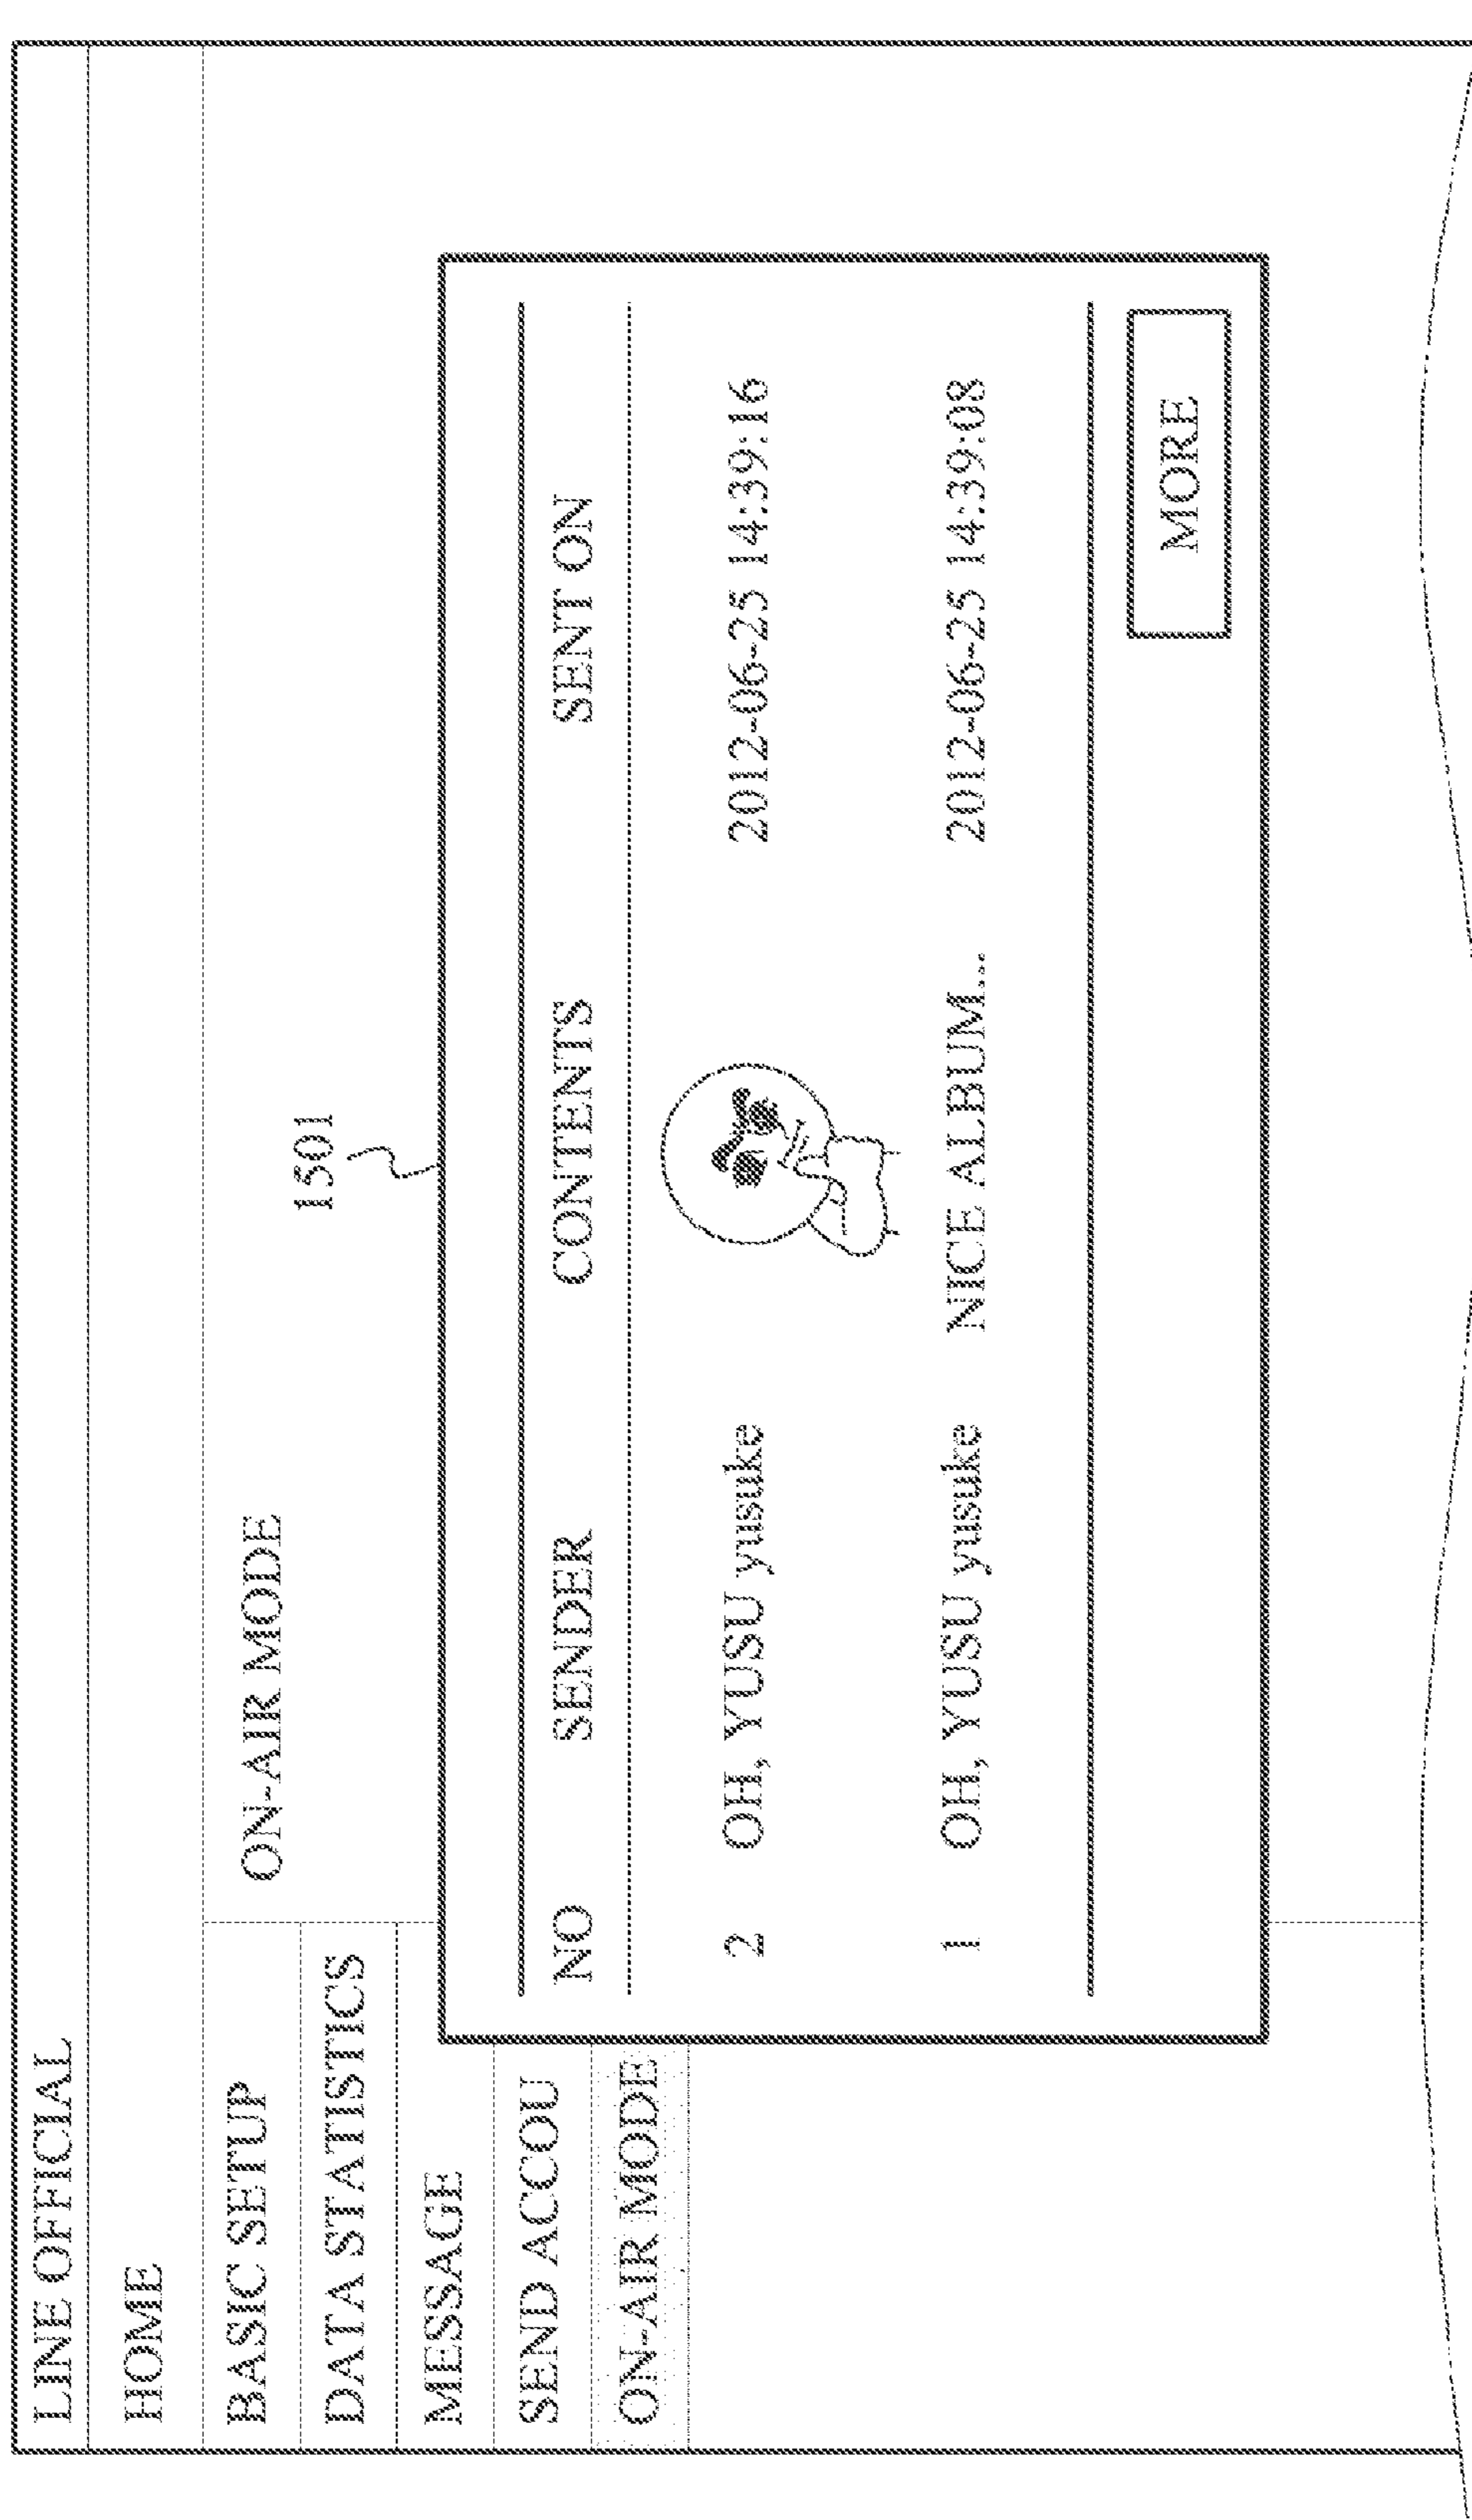 LINE OFFICIAL
HOME
BASIC SETUP
DATA STATISTICS
MESSAGE
SEND ACCOU
ON-AIR MODE
ON-AIR MODE
1501
NO SENDER CONTENTS SENT ON
2 OH, YUSU yusuke 2012-06-25 14:39:16
1 OH, YUSU yusuke NICE ALBUM... 2012-06-25 14:39:08
MORE